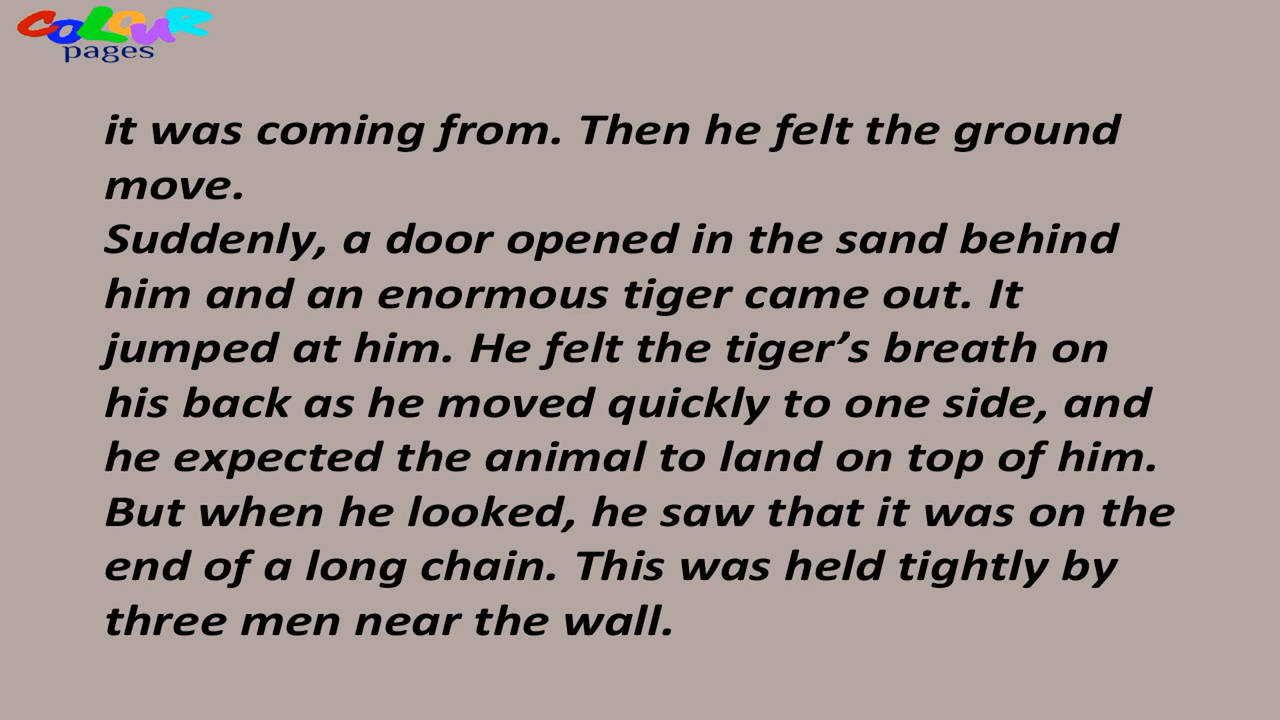 COLOUR
pages
it was coming from. Then he felt the ground
move.
Suddenly, a door opened in the sand behind
him and an enormous tiger came out. It
jumped at him. He felt the tiger’s breath on
his back as he moved quickly to one side, and
he expected the animal to land on top of him.
But when he looked, he saw that it was on the
end of a long chain. This was held tightly by
three men near the wall.